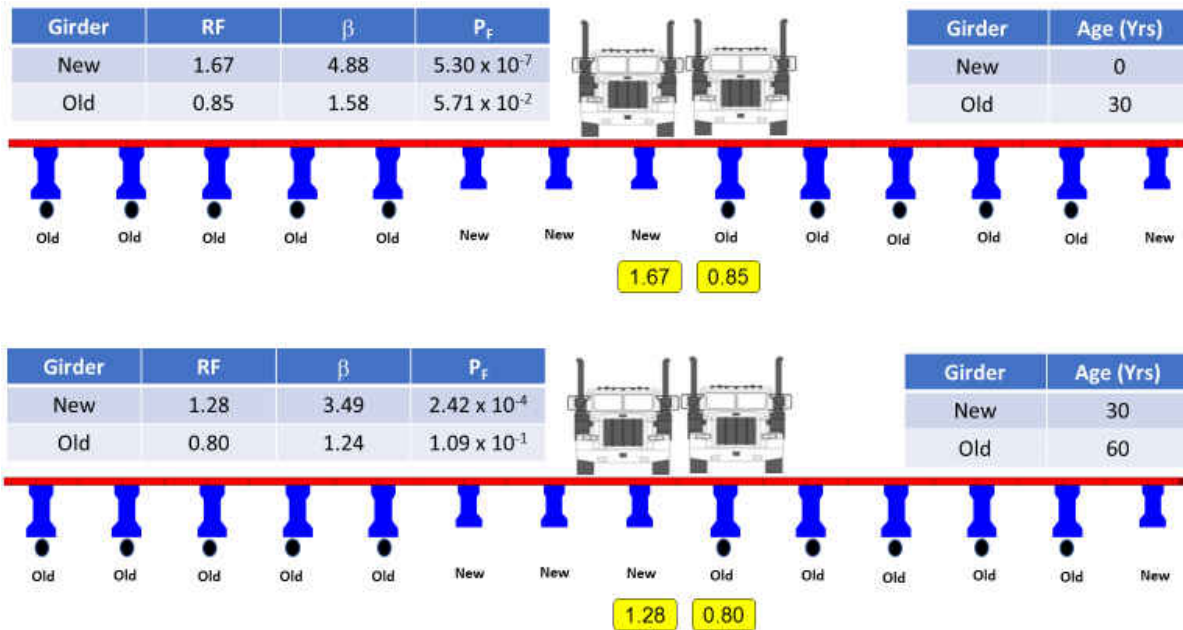 Girder RF β P_F
New 1.67 4.88 5.30 x 10⁻⁷
Old 0.85 1.58 5.71 x 10⁻²
Girder Age (Yrs)
New 0
Old 30
Old Old Old Old Old New New New Old Old Old Old Old New
1.67 0.85
Girder RF β P_F
New 1.28 3.49 2.42 x 10⁻⁴
Old 0.80 1.24 1.09 x 10⁻¹
Girder Age (Yrs)
New 30
Old 60
Old Old Old Old Old New New New Old Old Old Old Old New
1.28 0.80